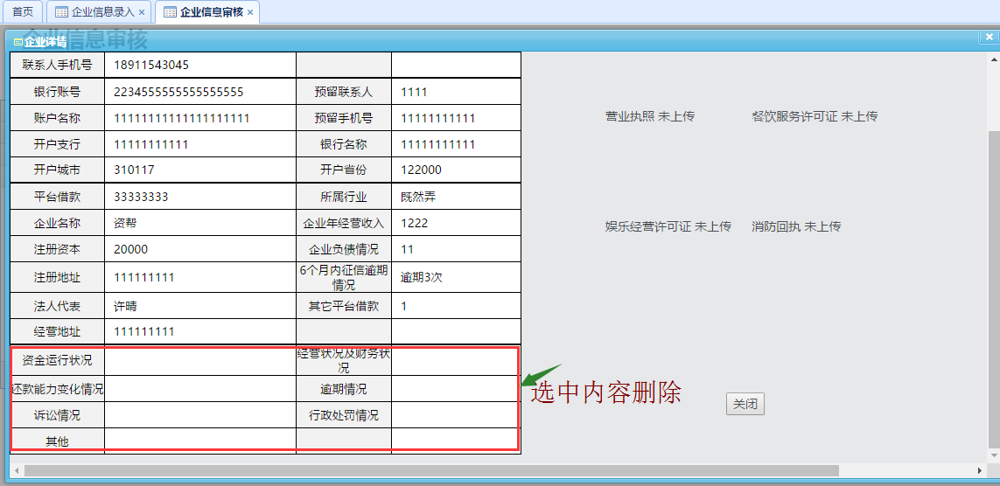 首页 企业信息录入 × 企业信息审核 ×
企业信息审核
企业详情 ×
联系人手机号 18911543045
银行账号 2234555555555555555 预留联系人 1111
账户名称 11111111111111111111 预留手机号 11111111111
开户支行 11111111111 银行名称 11111111111
开户城市 310117 开户省份 122000
平台借款 33333333 所属行业 既然弄
企业名称 资帮 企业年经营收入 1222
注册资本 20000 企业负债情况 11
注册地址 111111111 6个月内征信逾期
情况 逾期3次
法人代表 许晴 其它平台借款 1
经营地址 111111111
资金运行状况 经营状况及财务状
况
还款能力变化情况 逾期情况
诉讼情况 行政处罚情况
其他
营业执照 未上传 餐饮服务许可证 未上传
娱乐经营许可证 未上传 消防回执 未上传
选中内容删除
关闭